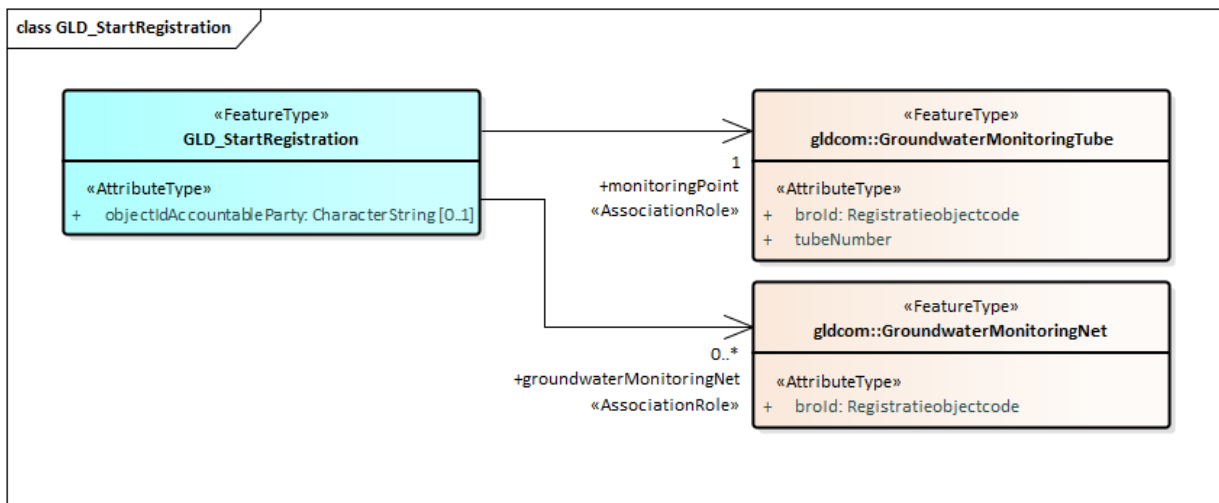 class GLD_StartRegistration
«FeatureType»
GLD_StartRegistration
«AttributeType»
+ objectIdAccountableParty: CharacterString [0..1]
«FeatureType»
gldcom::GroundwaterMonitoringTube
«AttributeType»
+ broId: Registratieobjectcode
+ tubeNumber
1
+monitoringPoint
«AssociationRole»
«FeatureType»
gldcom::GroundwaterMonitoringNet
«AttributeType»
+ broId: Registratieobjectcode
0..*
+groundwaterMonitoringNet
«AssociationRole»